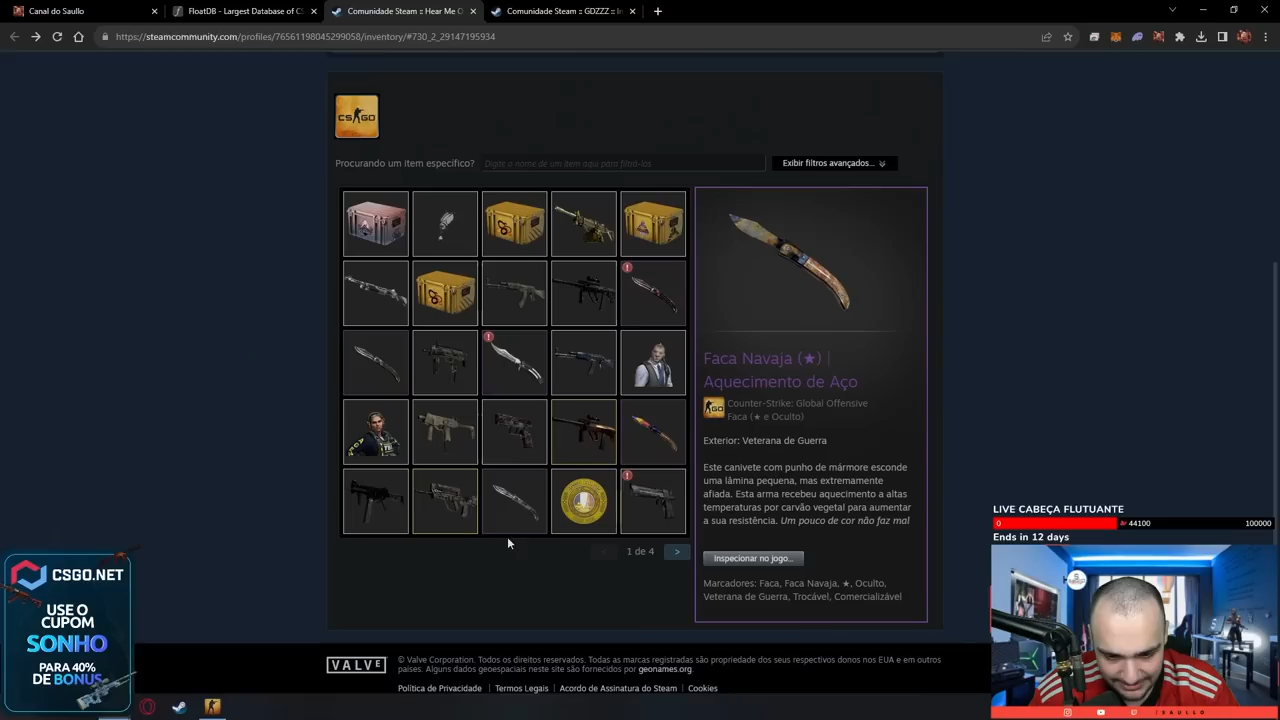 Canal do Saullo
FloatDB - Largest Database of CS
Comunidade Steam :: Hear Me O
Comunidade Steam :: GDZZZ :: In
https://steamcommunity.com/profiles/76561198045299058/inventory/#730_2_29147195934
CS GO
Procurando um item específico?
Digite o nome de um item aqui para filtrá-los
Exibir filtros avançados...
Faca Navaja (★) |
Aquecimento de Aço
Counter-Strike: Global Offensive
Faca (★ e Oculto)
Exterior: Veterana de Guerra
Este canivete com punho de mármore esconde
uma lâmina pequena, mas extremamente
afiada. Esta arma recebeu aquecimento a altas
temperaturas por carvão vegetal para aumentar
a sua resistência. Um pouco de cor não faz mal
1 de 4
>
Inspecionar no jogo...
Marcadores: Faca, Faca Navaja, ★, Oculto,
Veterana de Guerra, Trocável, Comercializável
LIVE CABEÇA FLUTUANTE
0
44100
100000
Ends in 12 days
CSGO.NET
USE O
CUPOM
SONHO
PARA 40%
DE BONUS
VALVE
© Valve Corporation. Todos os direitos reservados. Todas as marcas registradas são propriedade dos seus respectivos donos nos EUA e em outros
países. Alguns dados geoespaciais neste site são fornecidos por geonames.org.
Política de Privacidade | Termos Legais | Acordo de Assinatura do Steam | Cookies
/SAULLO